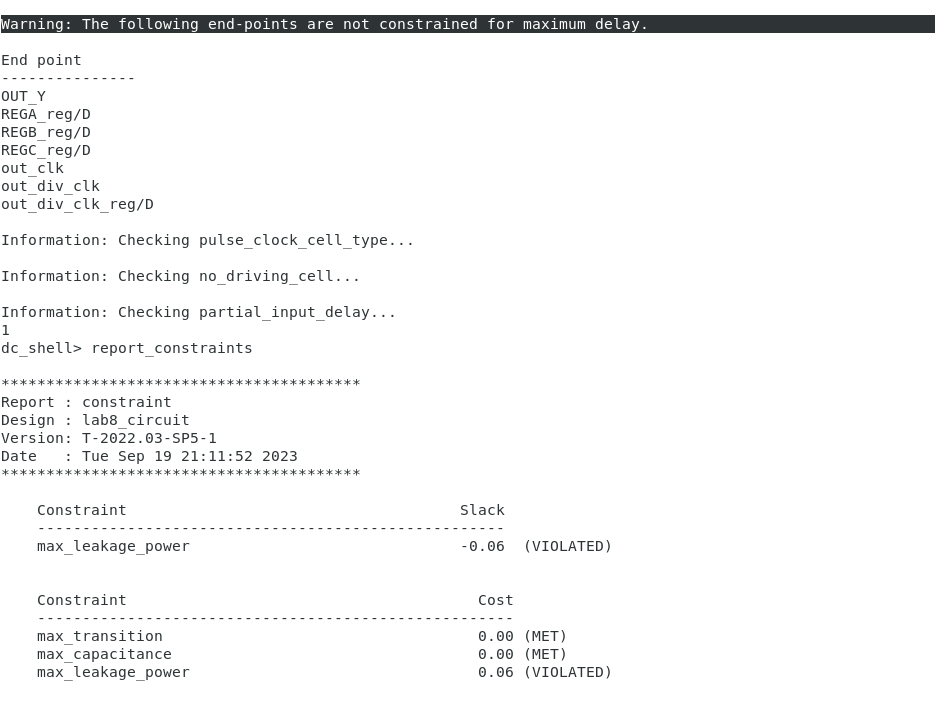 Warning: The following end-points are not constrained for maximum delay.
End point
---------------
OUT_Y
REGA_reg/D
REGB_reg/D
REGC_reg/D
out_clk
out_div_clk
out_div_clk_reg/D
Information: Checking pulse_clock_cell_type...
Information: Checking no_driving_cell...
Information: Checking partial_input_delay...
1
dc_shell> report_constraints
****************************************
Report : constraint
Design : lab8_circuit
Version: T-2022.03-SP5-1
Date   : Tue Sep 19 21:11:52 2023
****************************************
    Constraint                                     Slack
    ----------------------------------------------------
    max_leakage_power                              -0.06  (VIOLATED)
    Constraint                                       Cost
    -----------------------------------------------------
    max_transition                                   0.00 (MET)
    max_capacitance                                  0.00 (MET)
    max_leakage_power                                0.06 (VIOLATED)